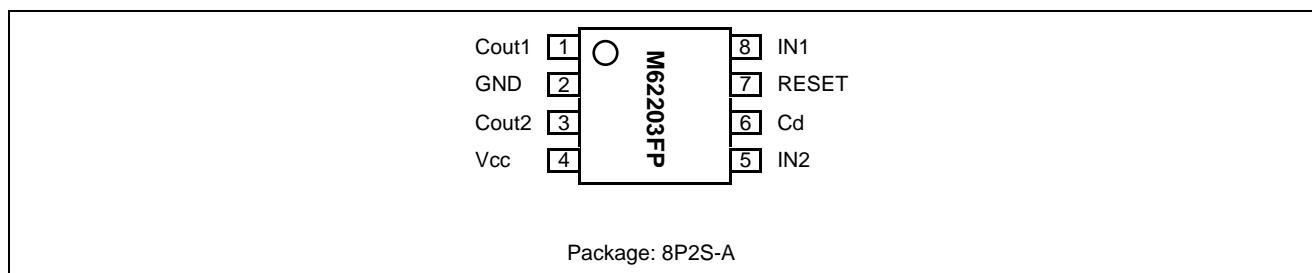 Cout1 1 8 IN1
GND 2 7 RESET
Cout2 3 6 Cd
Vcc 4 5 IN2
M62203FP
Package: 8P2S-A